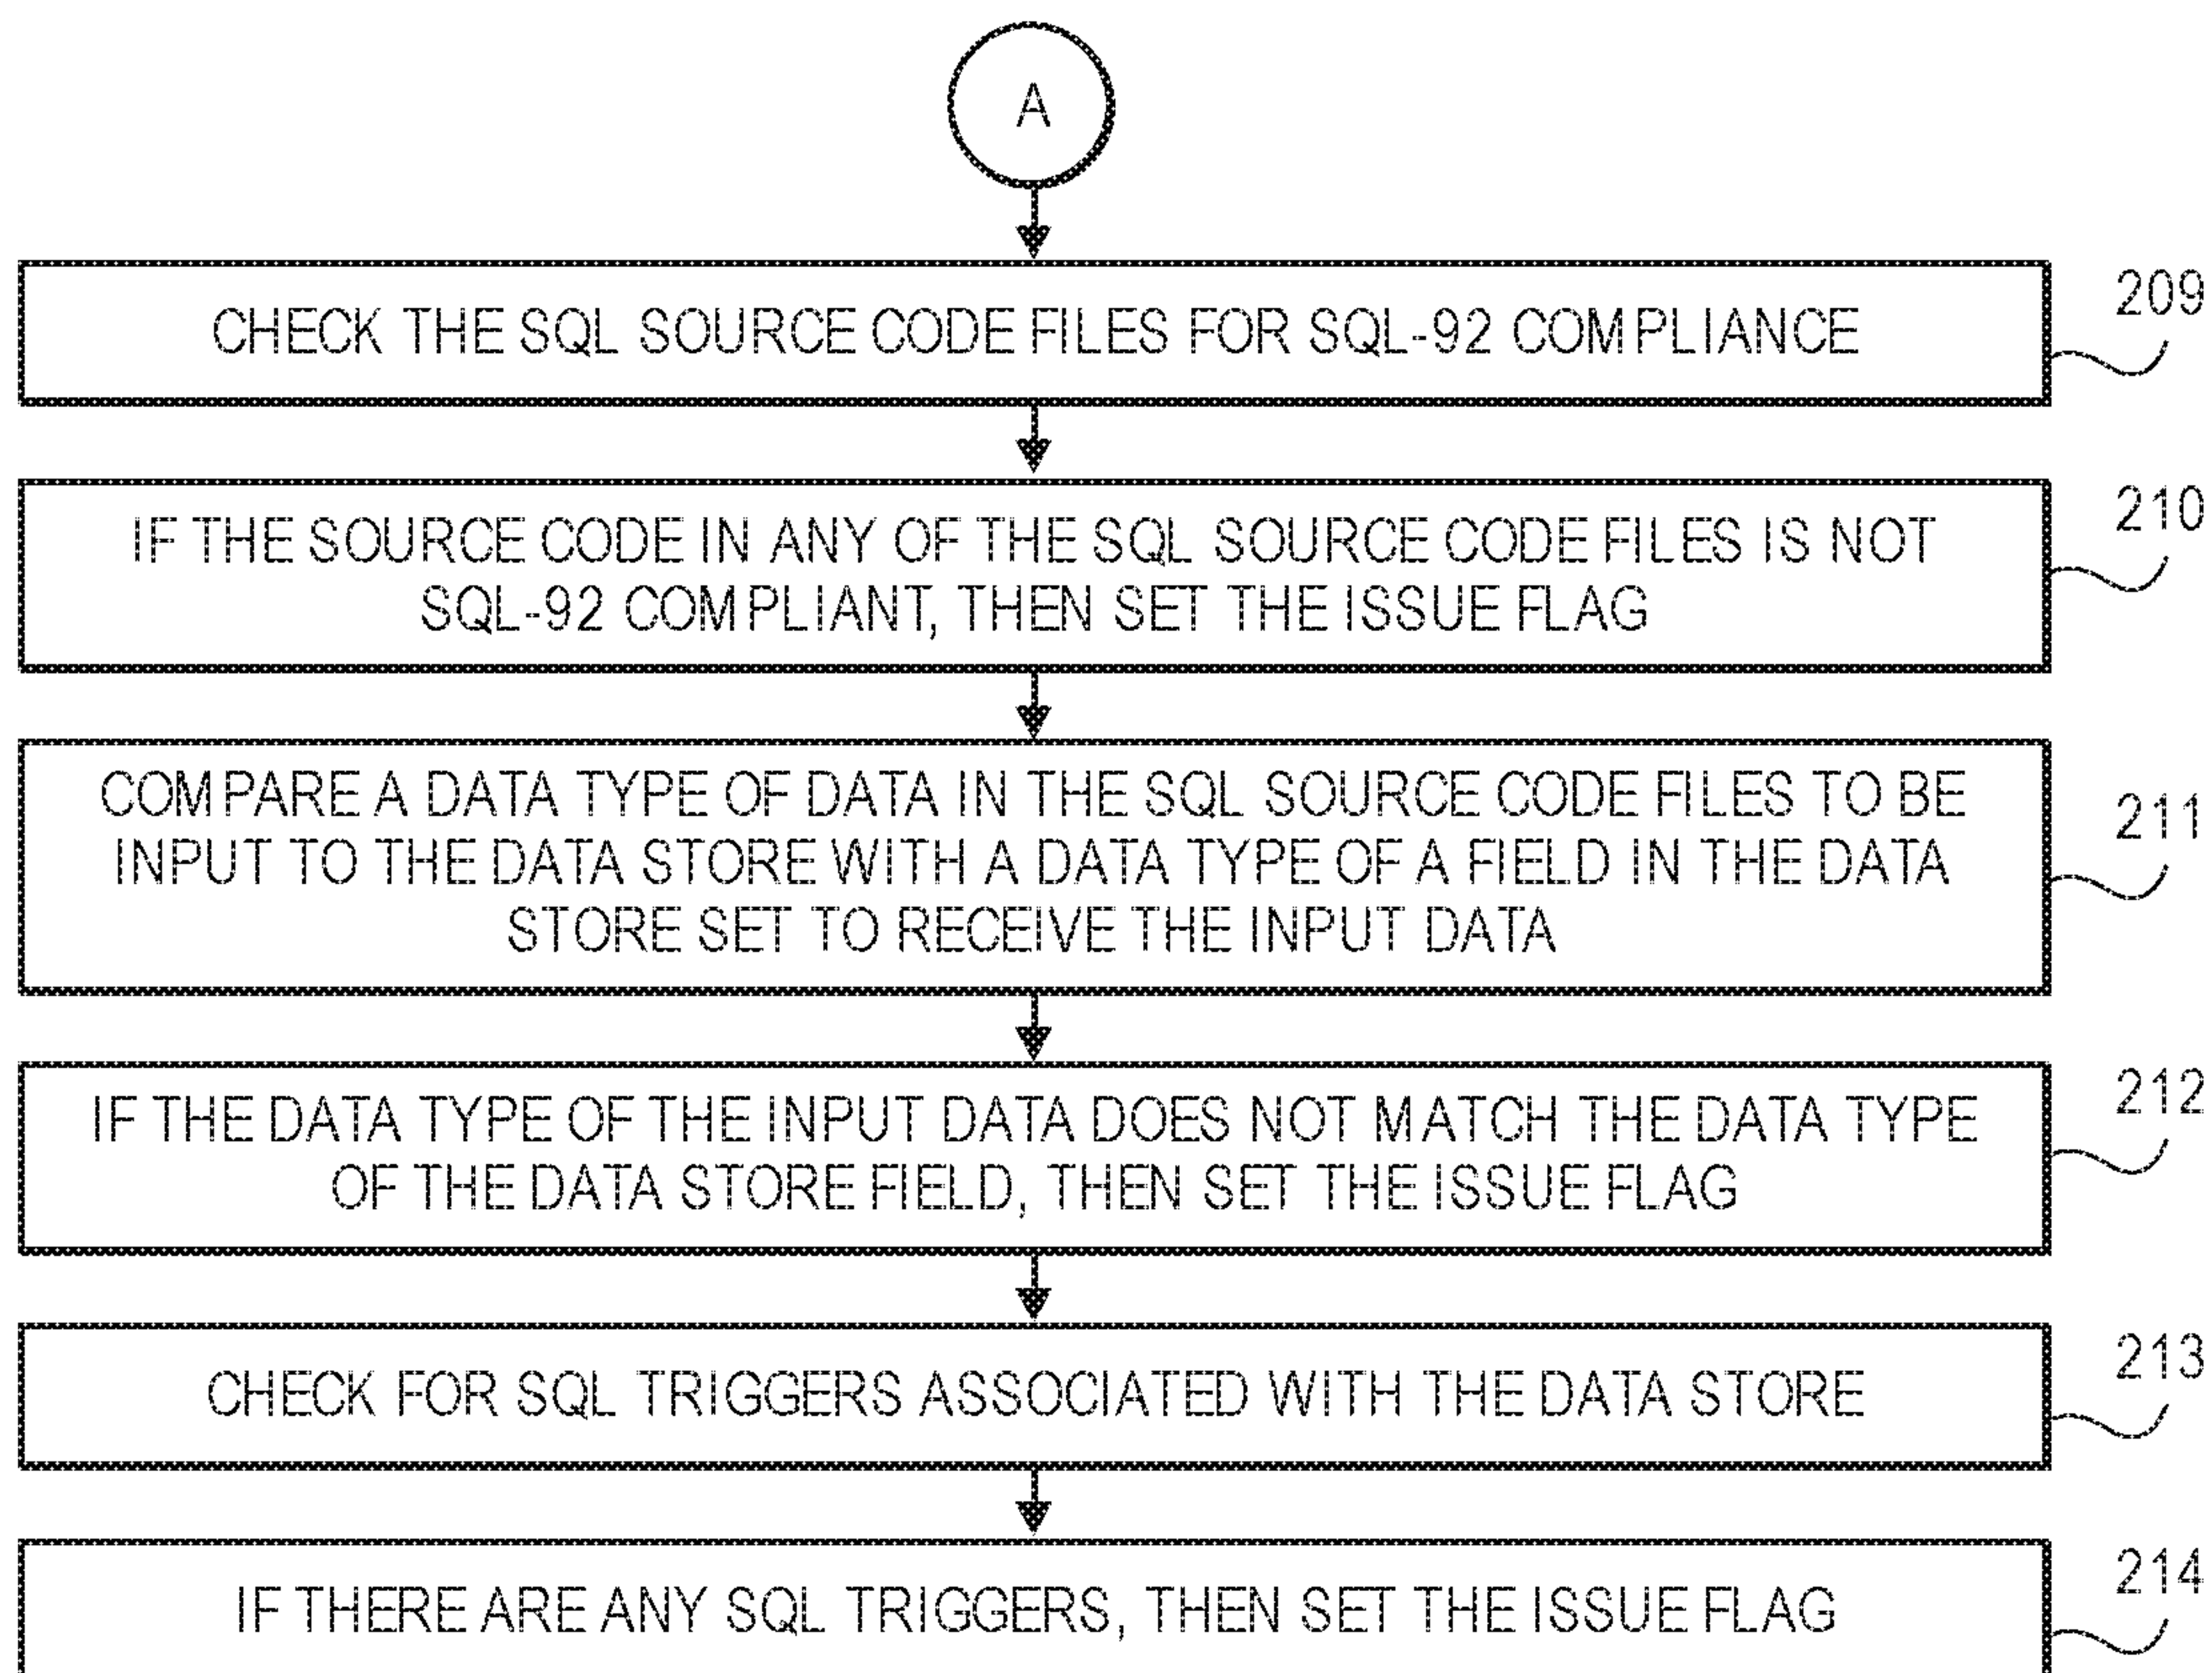 A
CHECK THE SQL SOURCE CODE FILES FOR SQL-92 COMPLIANCE
209
IF THE SOURCE CODE IN ANY OF THE SQL SOURCE CODE FILES IS NOT
SQL-92 COMPLIANT, THEN SET THE ISSUE FLAG
210
COMPARE A DATA TYPE OF DATA IN THE SQL SOURCE CODE FILES TO BE
INPUT TO THE DATA STORE WITH A DATA TYPE OF A FIELD IN THE DATA
STORE SET TO RECEIVE THE INPUT DATA
211
IF THE DATA TYPE OF THE INPUT DATA DOES NOT MATCH THE DATA TYPE
OF THE DATA STORE FIELD, THEN SET THE ISSUE FLAG
212
CHECK FOR SQL TRIGGERS ASSOCIATED WITH THE DATA STORE
213
IF THERE ARE ANY SQL TRIGGERS, THEN SET THE ISSUE FLAG
214